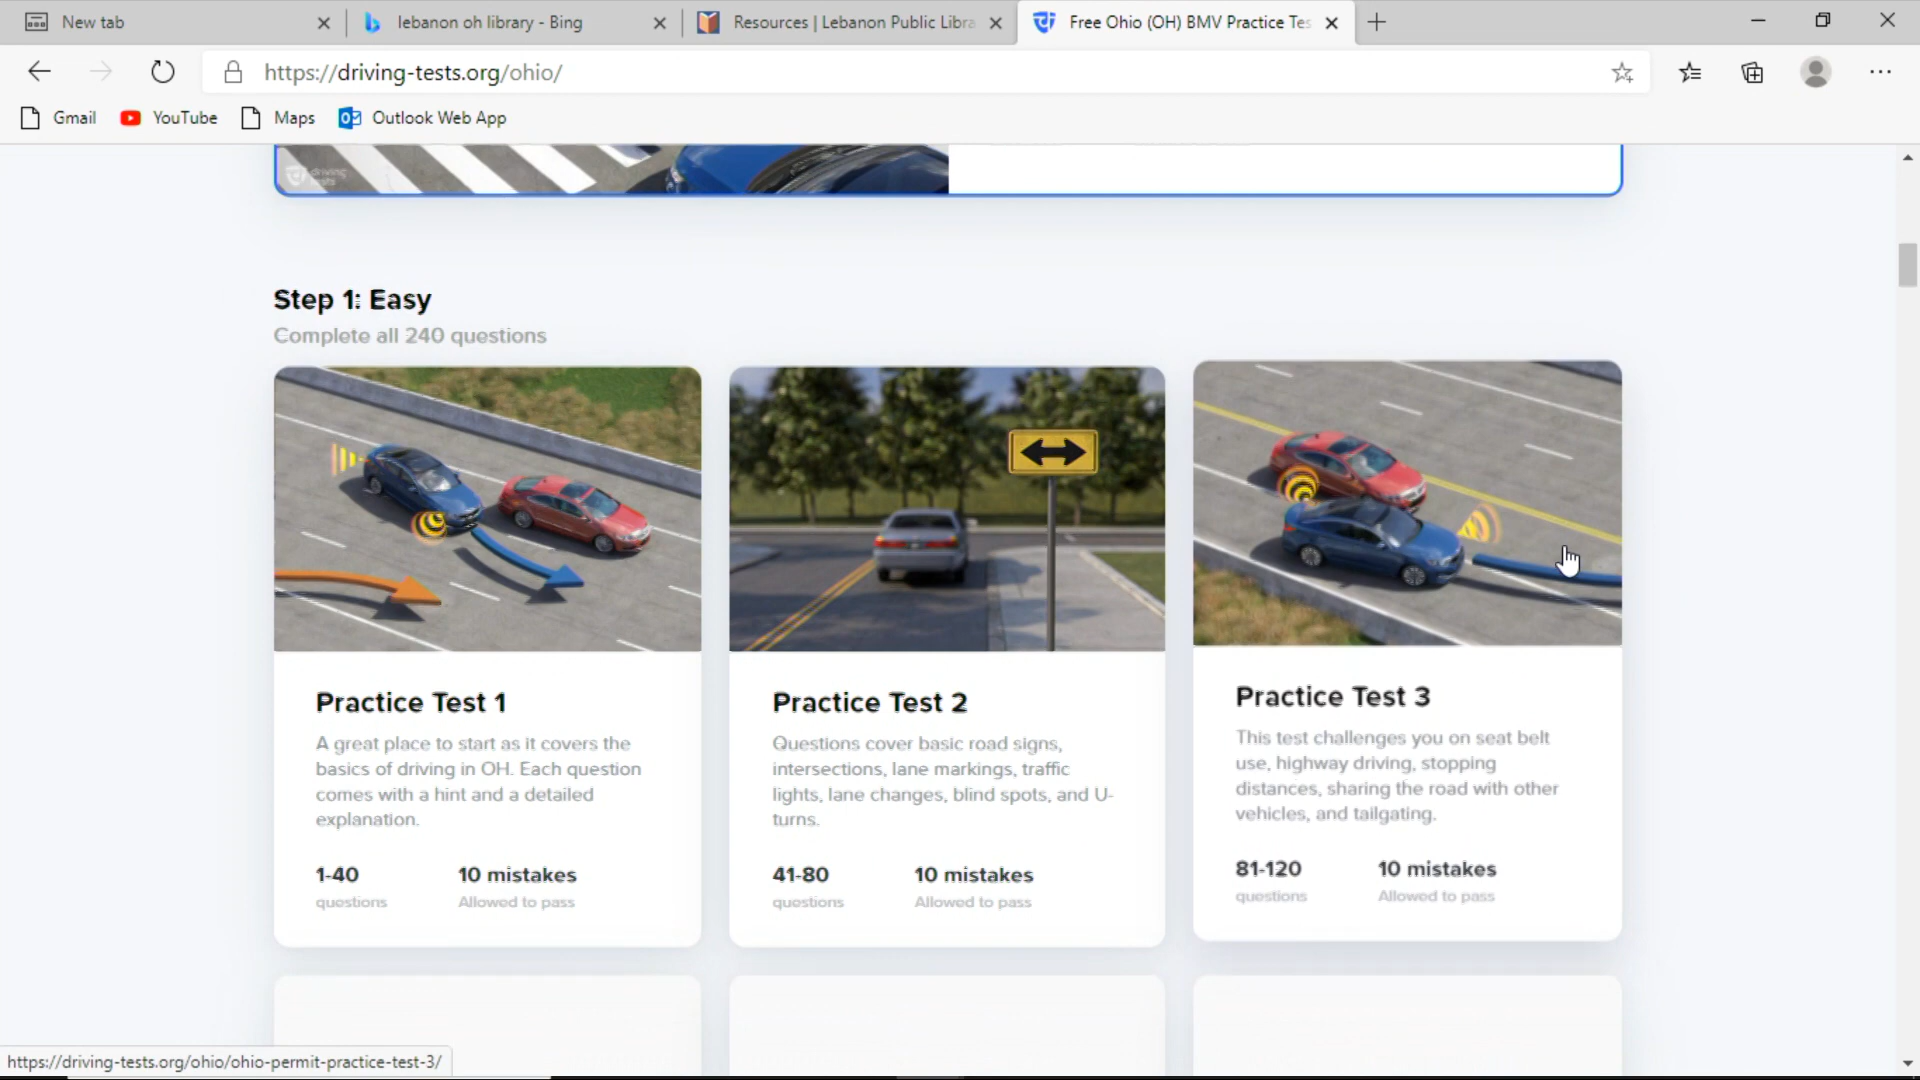 New tab
lebanon oh library - Bing
Resources | Lebanon Public Libra
Free Ohio (OH) BMV Practice Tes
https://driving-tests.org/ohio/
Gmail
YouTube
Maps
Outlook Web App
driving
tests
Step 1: Easy
Complete all 240 questions
Practice Test 1
A great place to start as it covers the
basics of driving in OH. Each question
comes with a hint and a detailed
explanation.
1-40
10 mistakes
questions
Allowed to pass
Practice Test 2
Questions cover basic road signs,
intersections, lane markings, traffic
lights, lane changes, blind spots, and U-
turns.
41-80
10 mistakes
questions
Allowed to pass
Practice Test 3
This test challenges you on seat belt
use, highway driving, stopping
distances, sharing the road with other
vehicles, and tailgating.
81-120
10 mistakes
questions
Allowed to pass
https://driving-tests.org/ohio/ohio-permit-practice-test-3/